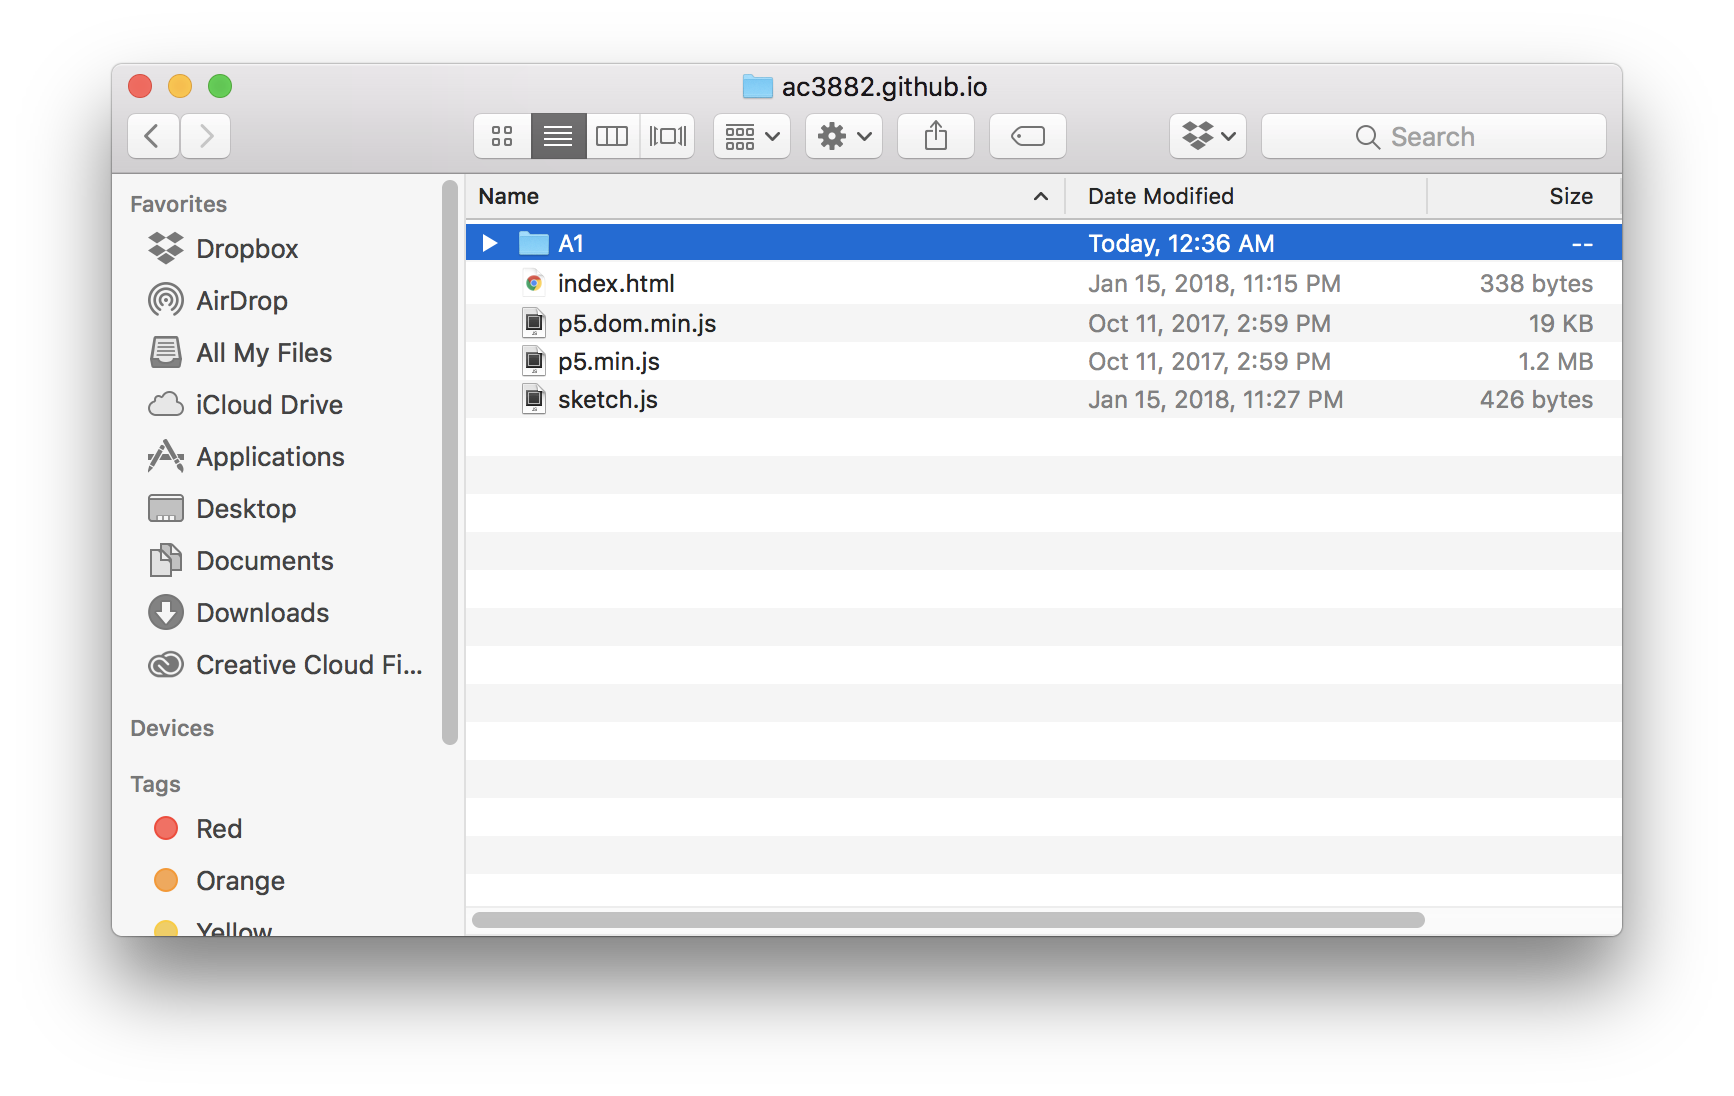 ac3882.github.io
Search
Favorites
Dropbox
AirDrop
All My Files
iCloud Drive
Applications
Desktop
Documents
Downloads
Creative Cloud Fi...
Devices
Tags
Red
Orange
Yellow
Name Date Modified Size
A1 Today, 12:36 AM --
index.html Jan 15, 2018, 11:15 PM 338 bytes
p5.dom.min.js Oct 11, 2017, 2:59 PM 19 KB
p5.min.js Oct 11, 2017, 2:59 PM 1.2 MB
sketch.js Jan 15, 2018, 11:27 PM 426 bytes